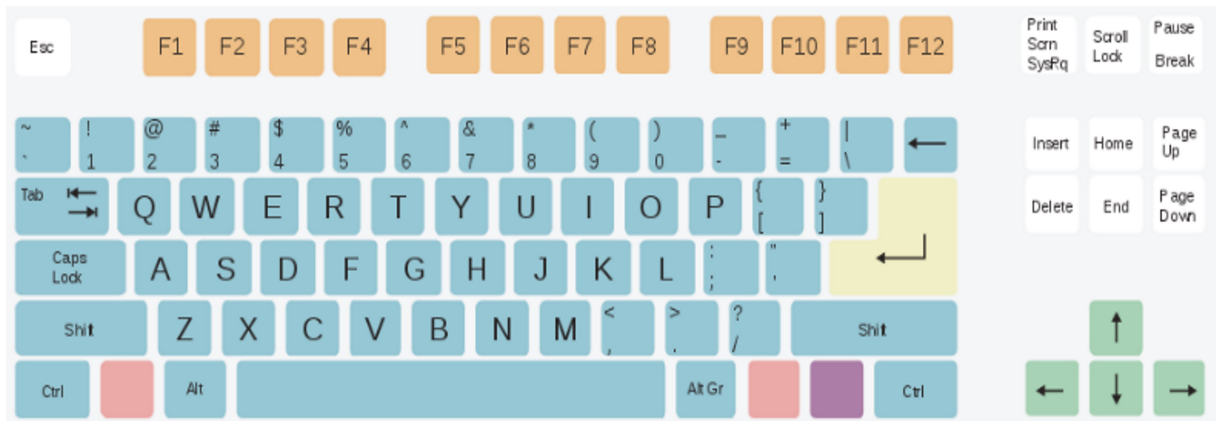 Esc F1 F2 F3 F4 F5 F6 F7 F8 F9 F10 F11 F12 Print Scrn SysRq Scroll Lock Pause Break
~ ` ! 1 @ 2 # 3 $ 4 % 5 ^ 6 & 7 * 8 ( 9 ) 0 _ - + = | \ ← Insert Home Page Up
Tab Q W E R T Y U I O P { [ } ] Delete End Page Down
Caps Lock A S D F G H J K L : ; " '
Shift Z X C V B N M < , > . ? / Shift ↑
Ctrl Alt Alt Gr Ctrl ← ↓ →